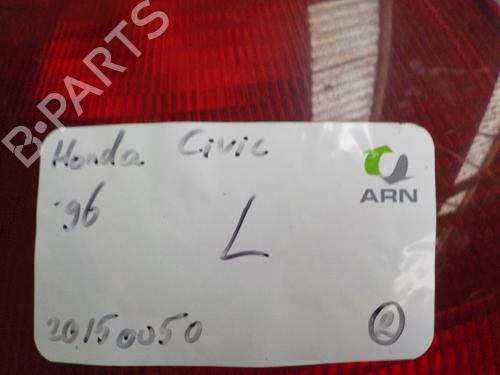 B-PARTS
Honda Civic
ARN
'96
L
20150050
2